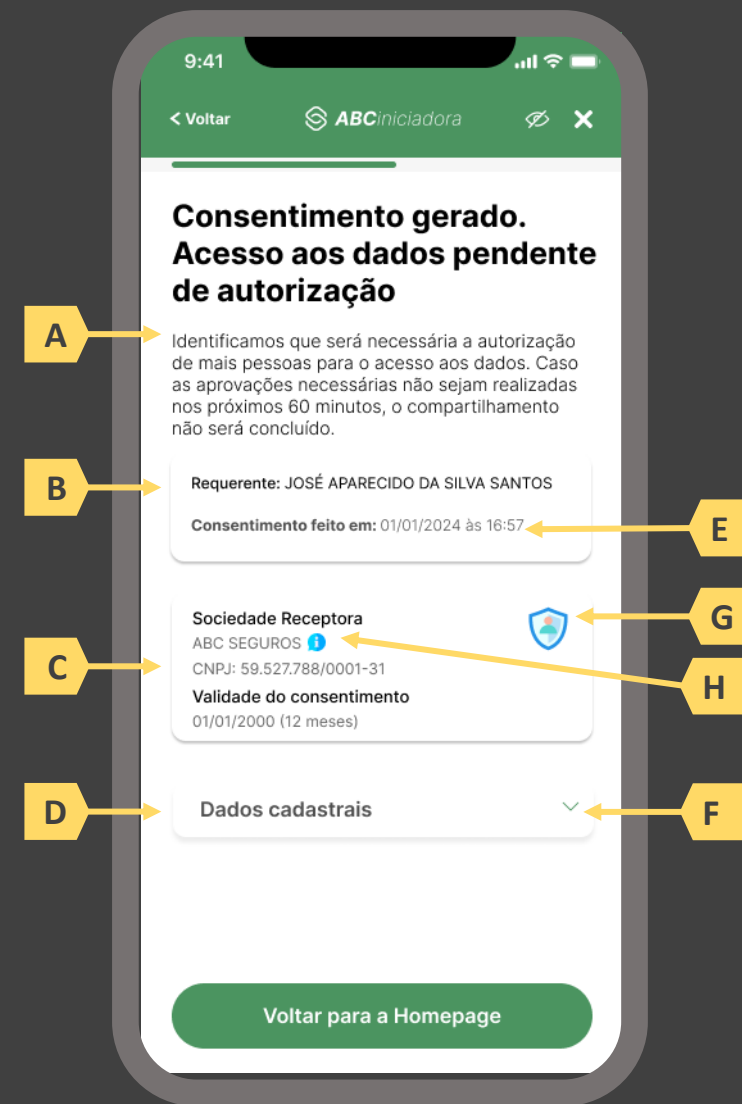 9:41
< Voltar ABCiniciadora
Consentimento gerado.
Acesso aos dados pendente
de autorização
A
Identificamos que será necessária a autorização
de mais pessoas para o acesso aos dados. Caso
as aprovações necessárias não sejam realizadas
nos próximos 60 minutos, o compartilhamento
não será concluído.
B
Requerente: JOSÉ APARECIDO DA SILVA SANTOS
Consentimento feito em: 01/01/2024 às 16:57
E
Sociedade Receptora
G
ABC SEGUROS
C
CNPJ: 59.527.788/0001-31
H
Validade do consentimento
01/01/2000 (12 meses)
D
Dados cadastrais
F
Voltar para a Homepage